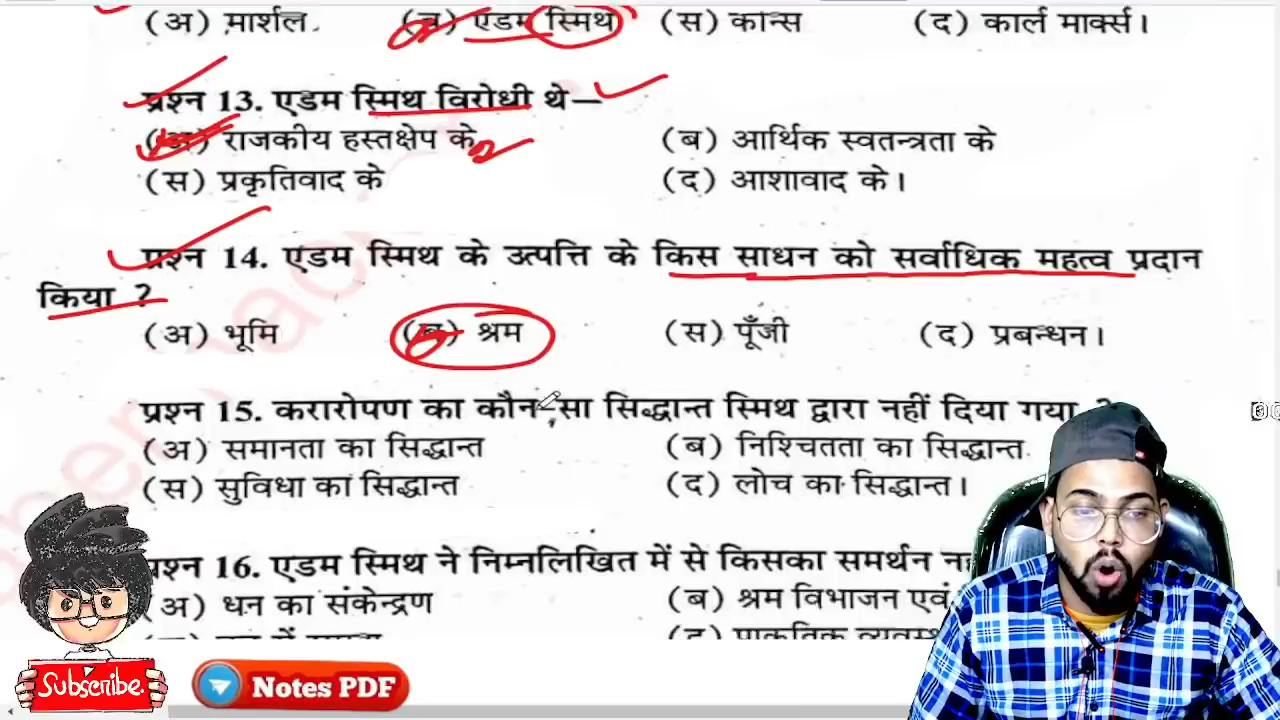 (अ) मार्शल. (ब) एडम स्मिथ (स) कीन्स (द) कार्ल मार्क्स।
प्रश्न 13. एडम स्मिथ विरोधी थे—
(अ) राजकीय हस्तक्षेप के (ब) आर्थिक स्वतन्त्रता के
(स) प्रकृतिवाद के (द) आशावाद के।
प्रश्न 14. एडम स्मिथ के उत्पत्ति के किस साधन को सर्वाधिक महत्व प्रदान
किया ?
(अ) भूमि (ब) श्रम (स) पूँजी (द) प्रबन्धन।
प्रश्न 15. करारोपण का कौन-सा सिद्धान्त स्मिथ द्वारा नहीं दिया गया ?
(अ) समानता का सिद्धान्त (ब) निश्चितता का सिद्धान्त
(स) सुविधा का सिद्धान्त (द) लोच का सिद्धान्त।
प्रश्न 16. एडम स्मिथ ने निम्नलिखित में से किसका समर्थन
(अ) धन का संकेन्द्रण (ब) श्रम विभाजन एवं
Subscribe.
Notes PDF